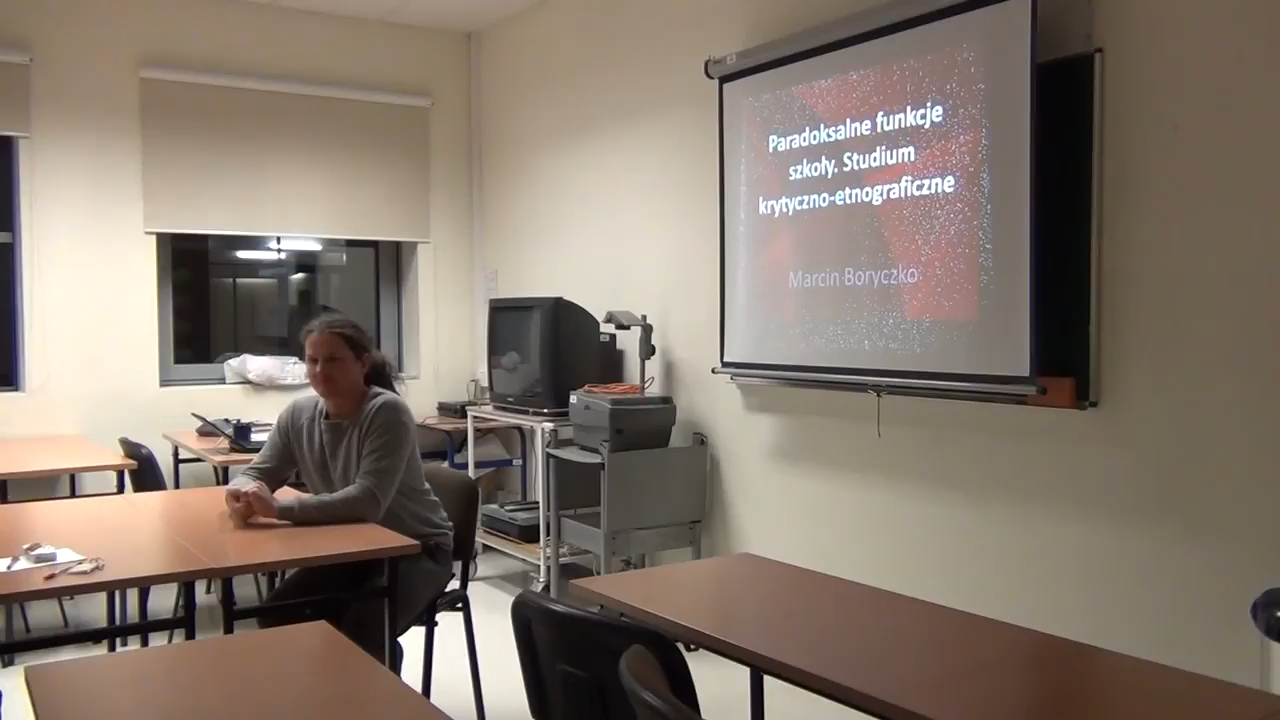 Paradoksalne funkcje
szkoły. Studium
krytyczno-etnograficzne
Marcin Boryczko